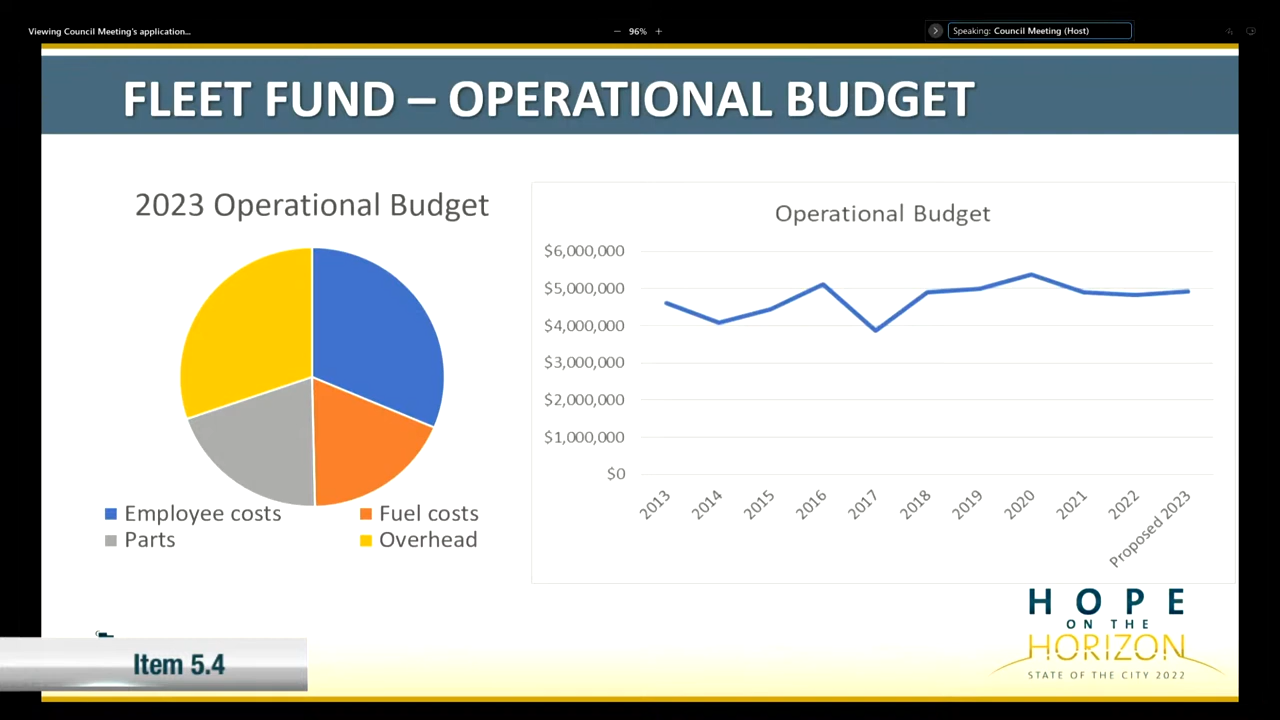 Viewing Council Meeting's application...
96%
Speaking: Council Meeting (Host)
FLEET FUND – OPERATIONAL BUDGET
2023 Operational Budget
Employee costs
Fuel costs
Parts
Overhead
Operational Budget
$6,000,000
$5,000,000
$4,000,000
$3,000,000
$2,000,000
$1,000,000
$0
2013
2014
2015
2016
2017
2018
2019
2020
2021
2022
Proposed 2023
HOPE
ON THE
HORIZON
STATE OF THE CITY 2022
Item 5.4